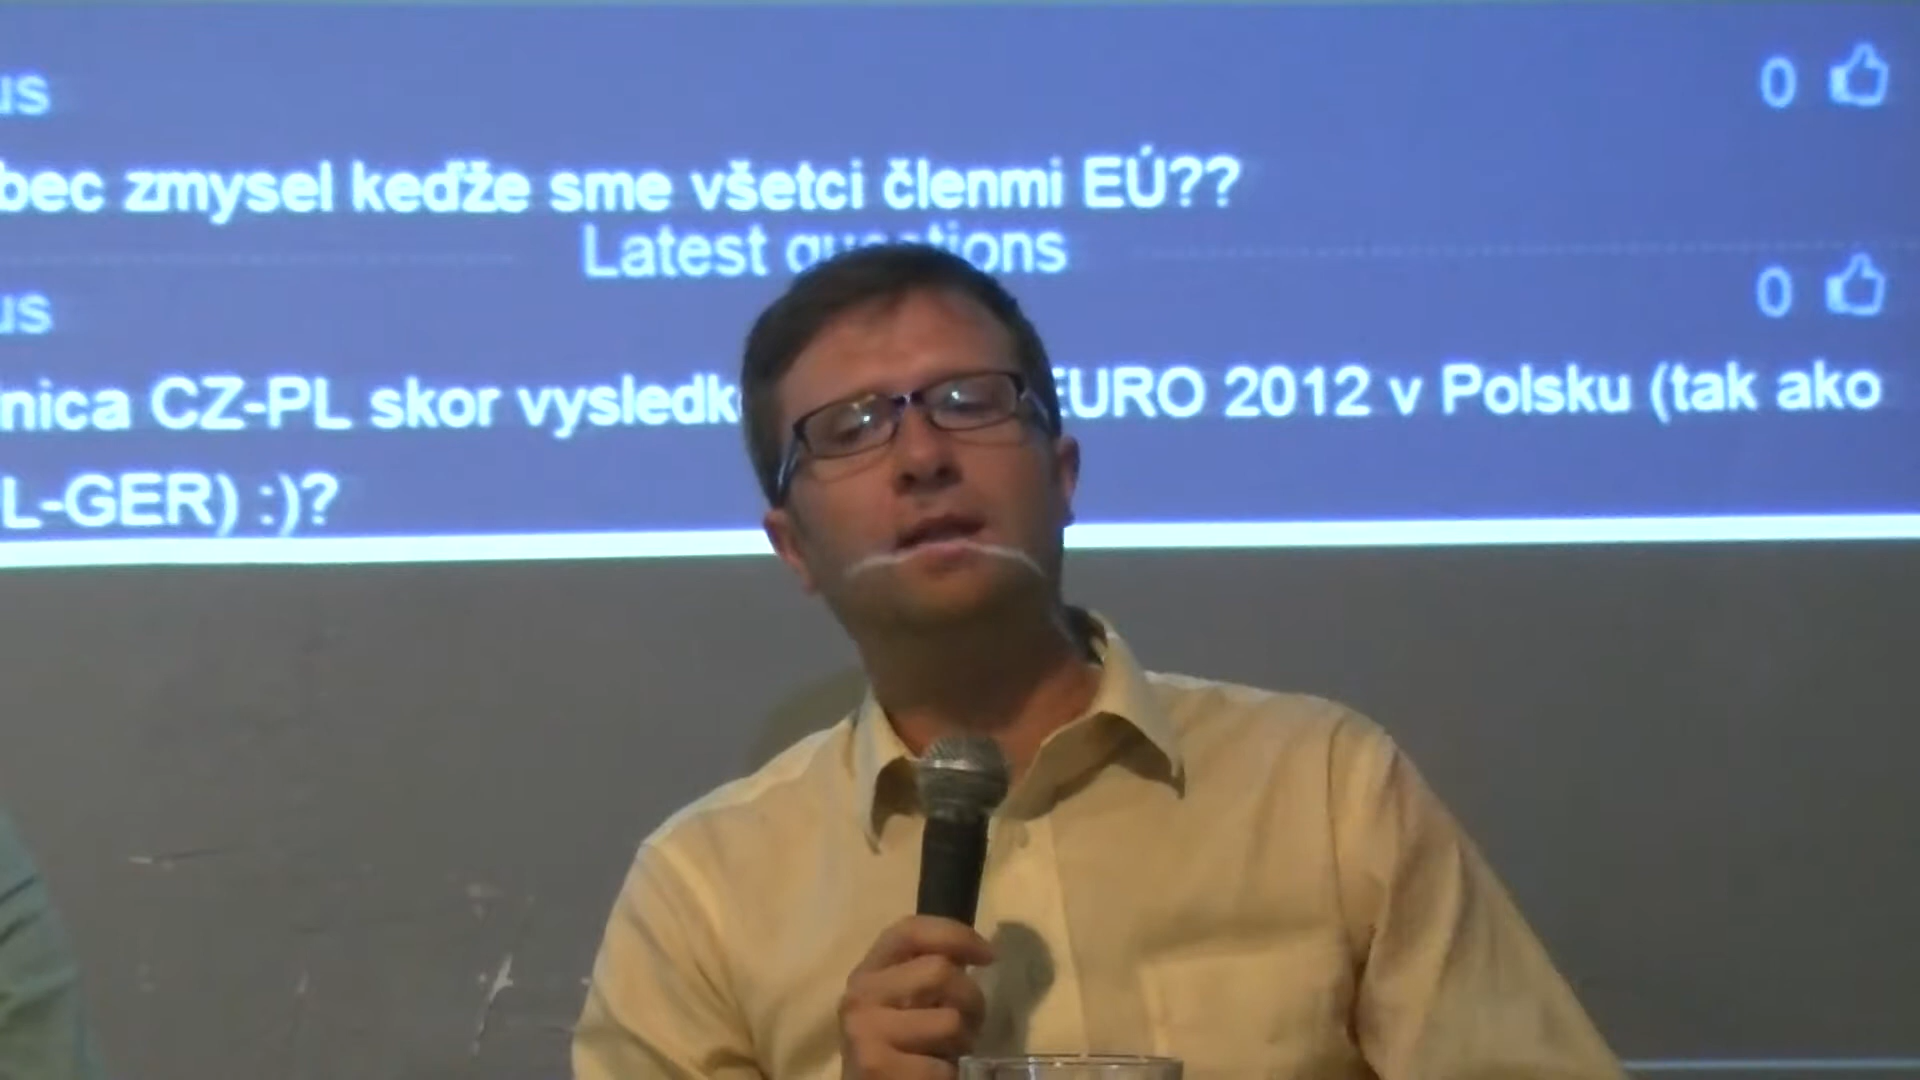 us 0
bec zmysel keďže sme všetci členmi EÚ??
Latest questions
us 0
nica CZ-PL skor vysledk EURO 2012 v Polsku (tak ako
L-GER) :)?